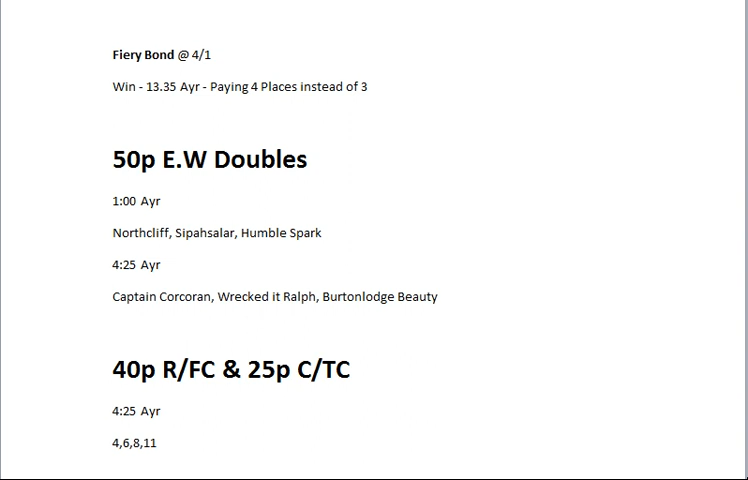 Fiery Bond @ 4/1
Win - 13.35 Ayr - Paying 4 Places instead of 3
50p E.W Doubles
1:00 Ayr
Northcliff, Sipahsalar, Humble Spark
4:25 Ayr
Captain Corcoran, Wrecked it Ralph, Burtonlodge Beauty
40p R/FC & 25p C/TC
4:25 Ayr
4,6,8,11